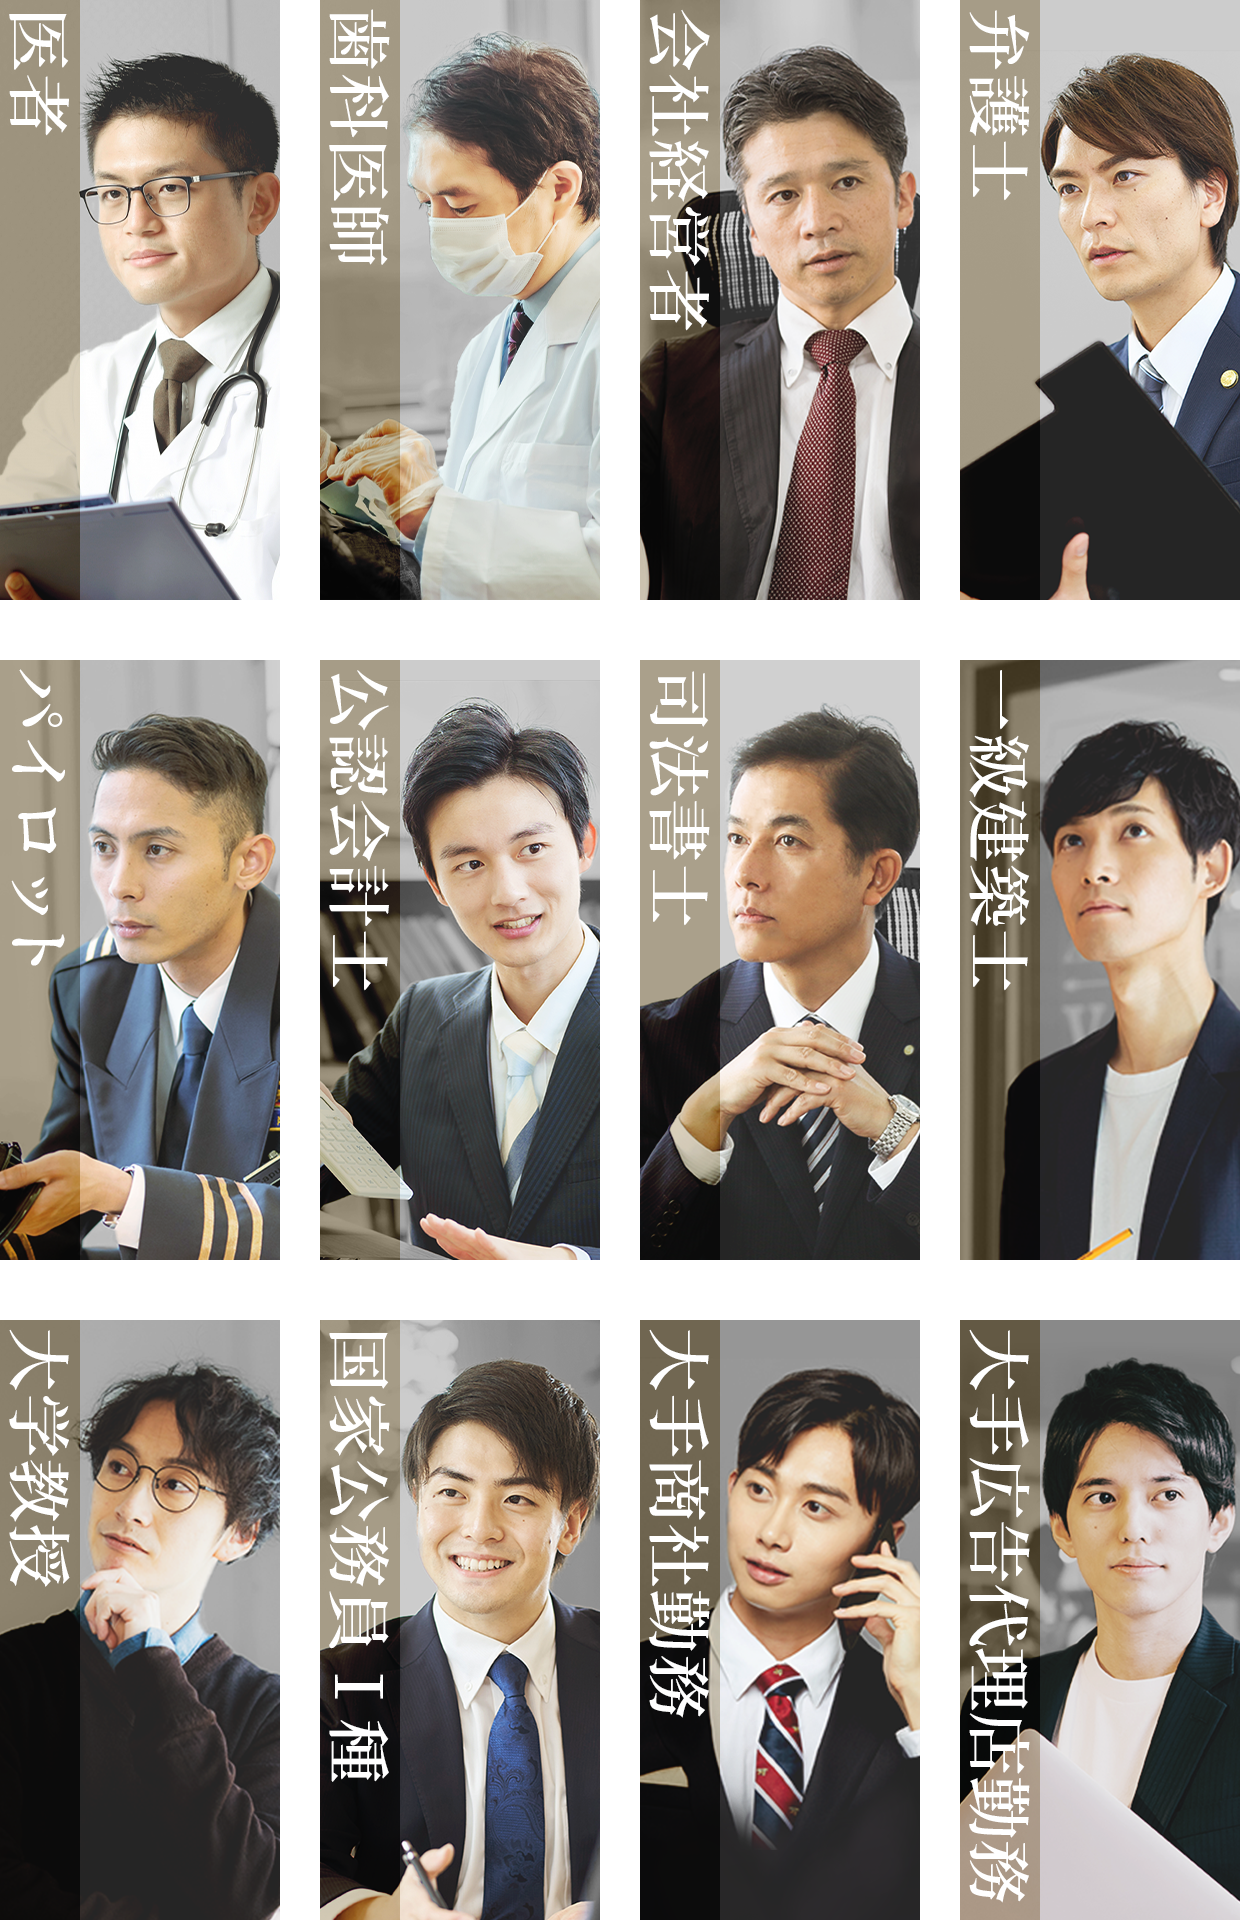 医者
歯科医師
会社経営者
弁護士
パイロット
公認会計士
司法書士
一級建築士
大学教授
国家公務員I種
大手商社勤務
大手広告代理店勤務